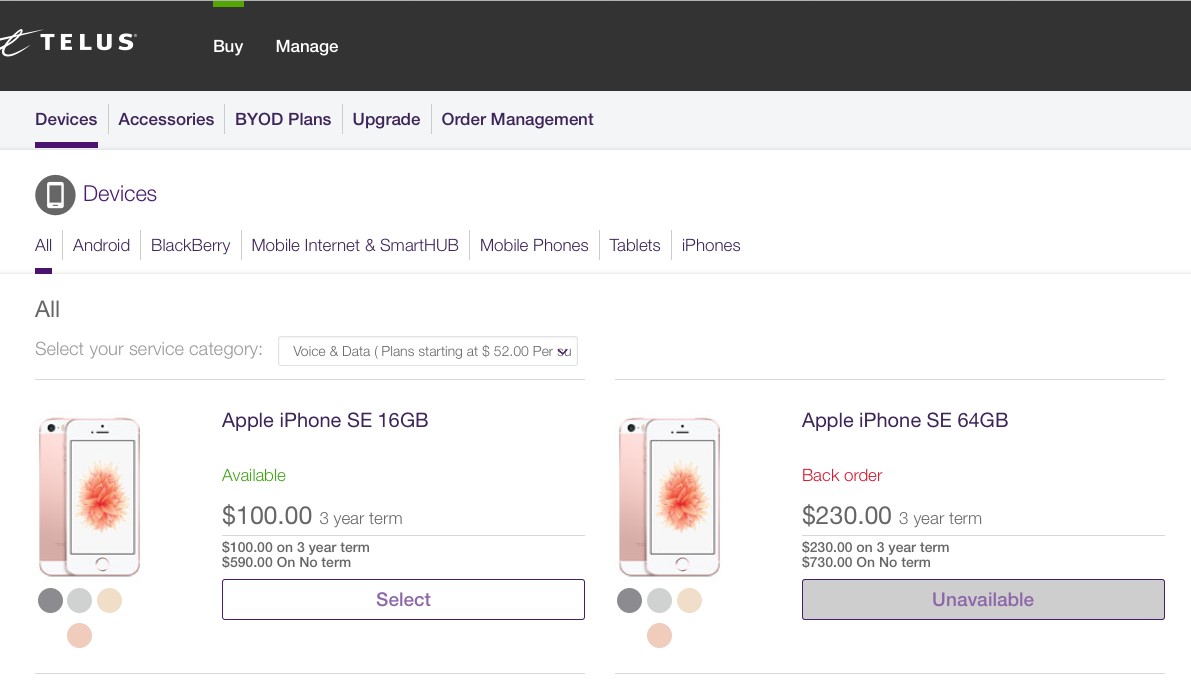 TELUS
Buy Manage
Devices Accessories BYOD Plans Upgrade Order Management
Devices
All Android BlackBerry Mobile Internet & SmartHUB Mobile Phones Tablets iPhones
All
Select your service category: Voice & Data ( Plans starting at $ 52.00 Per su
Apple iPhone SE 16GB
Available
$100.00 3 year term
$100.00 on 3 year term
$590.00 On No term
Select
Apple iPhone SE 64GB
Back order
$230.00 3 year term
$230.00 on 3 year term
$730.00 On No term
Unavailable